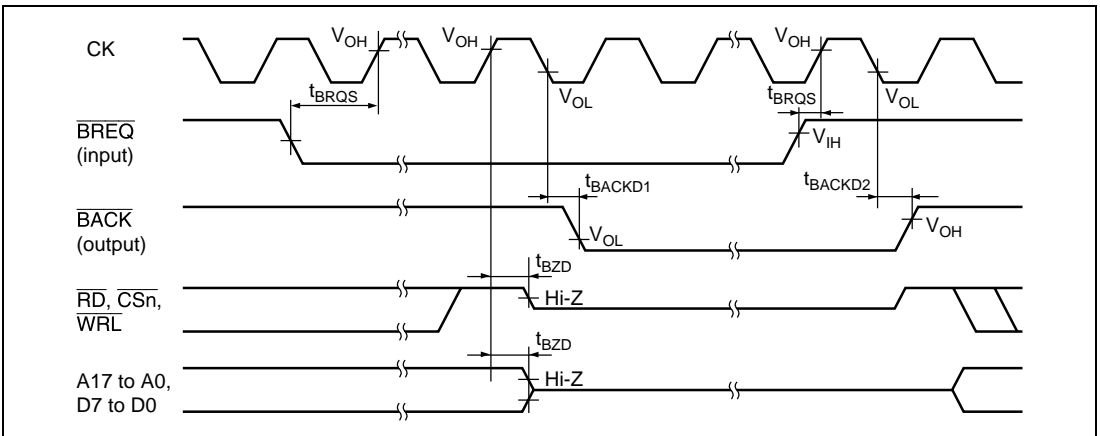 CK
VOH
VOH
VOH
tBRQS
VOL
tBRQS
VOL
BREQ
(input)
VIH
tBACKD1
tBACKD2
BACK
(output)
VOL
VOH
tBZD
RD, CSn,
WRL
Hi-Z
tBZD
A17 to A0,
D7 to D0
Hi-Z